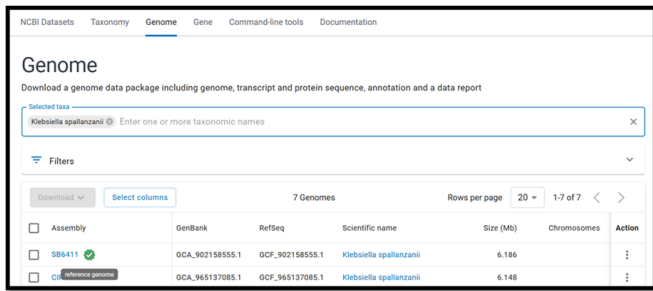 NCBI Datasets Taxonomy Genome Gene Command-line tools Documentation
Genome
Download a genome data package including genome, transcript and protein sequence, annotation and a data report
Selected taxa
Klebsiella spallanzanii Enter one or more taxonomic names
Filters
Download Select columns 7 Genomes Rows per page 20 1-7 of 7
Assembly GenBank RefSeq Scientific name Size (Mb) Chromosomes Action
SB6411 GCA_902158555.1 GCF_902158555.1 Klebsiella spallanzanii 6.186
reference genome
GCA_965137085.1 GCF_965137085.1 Klebsiella spallanzanii 6.148